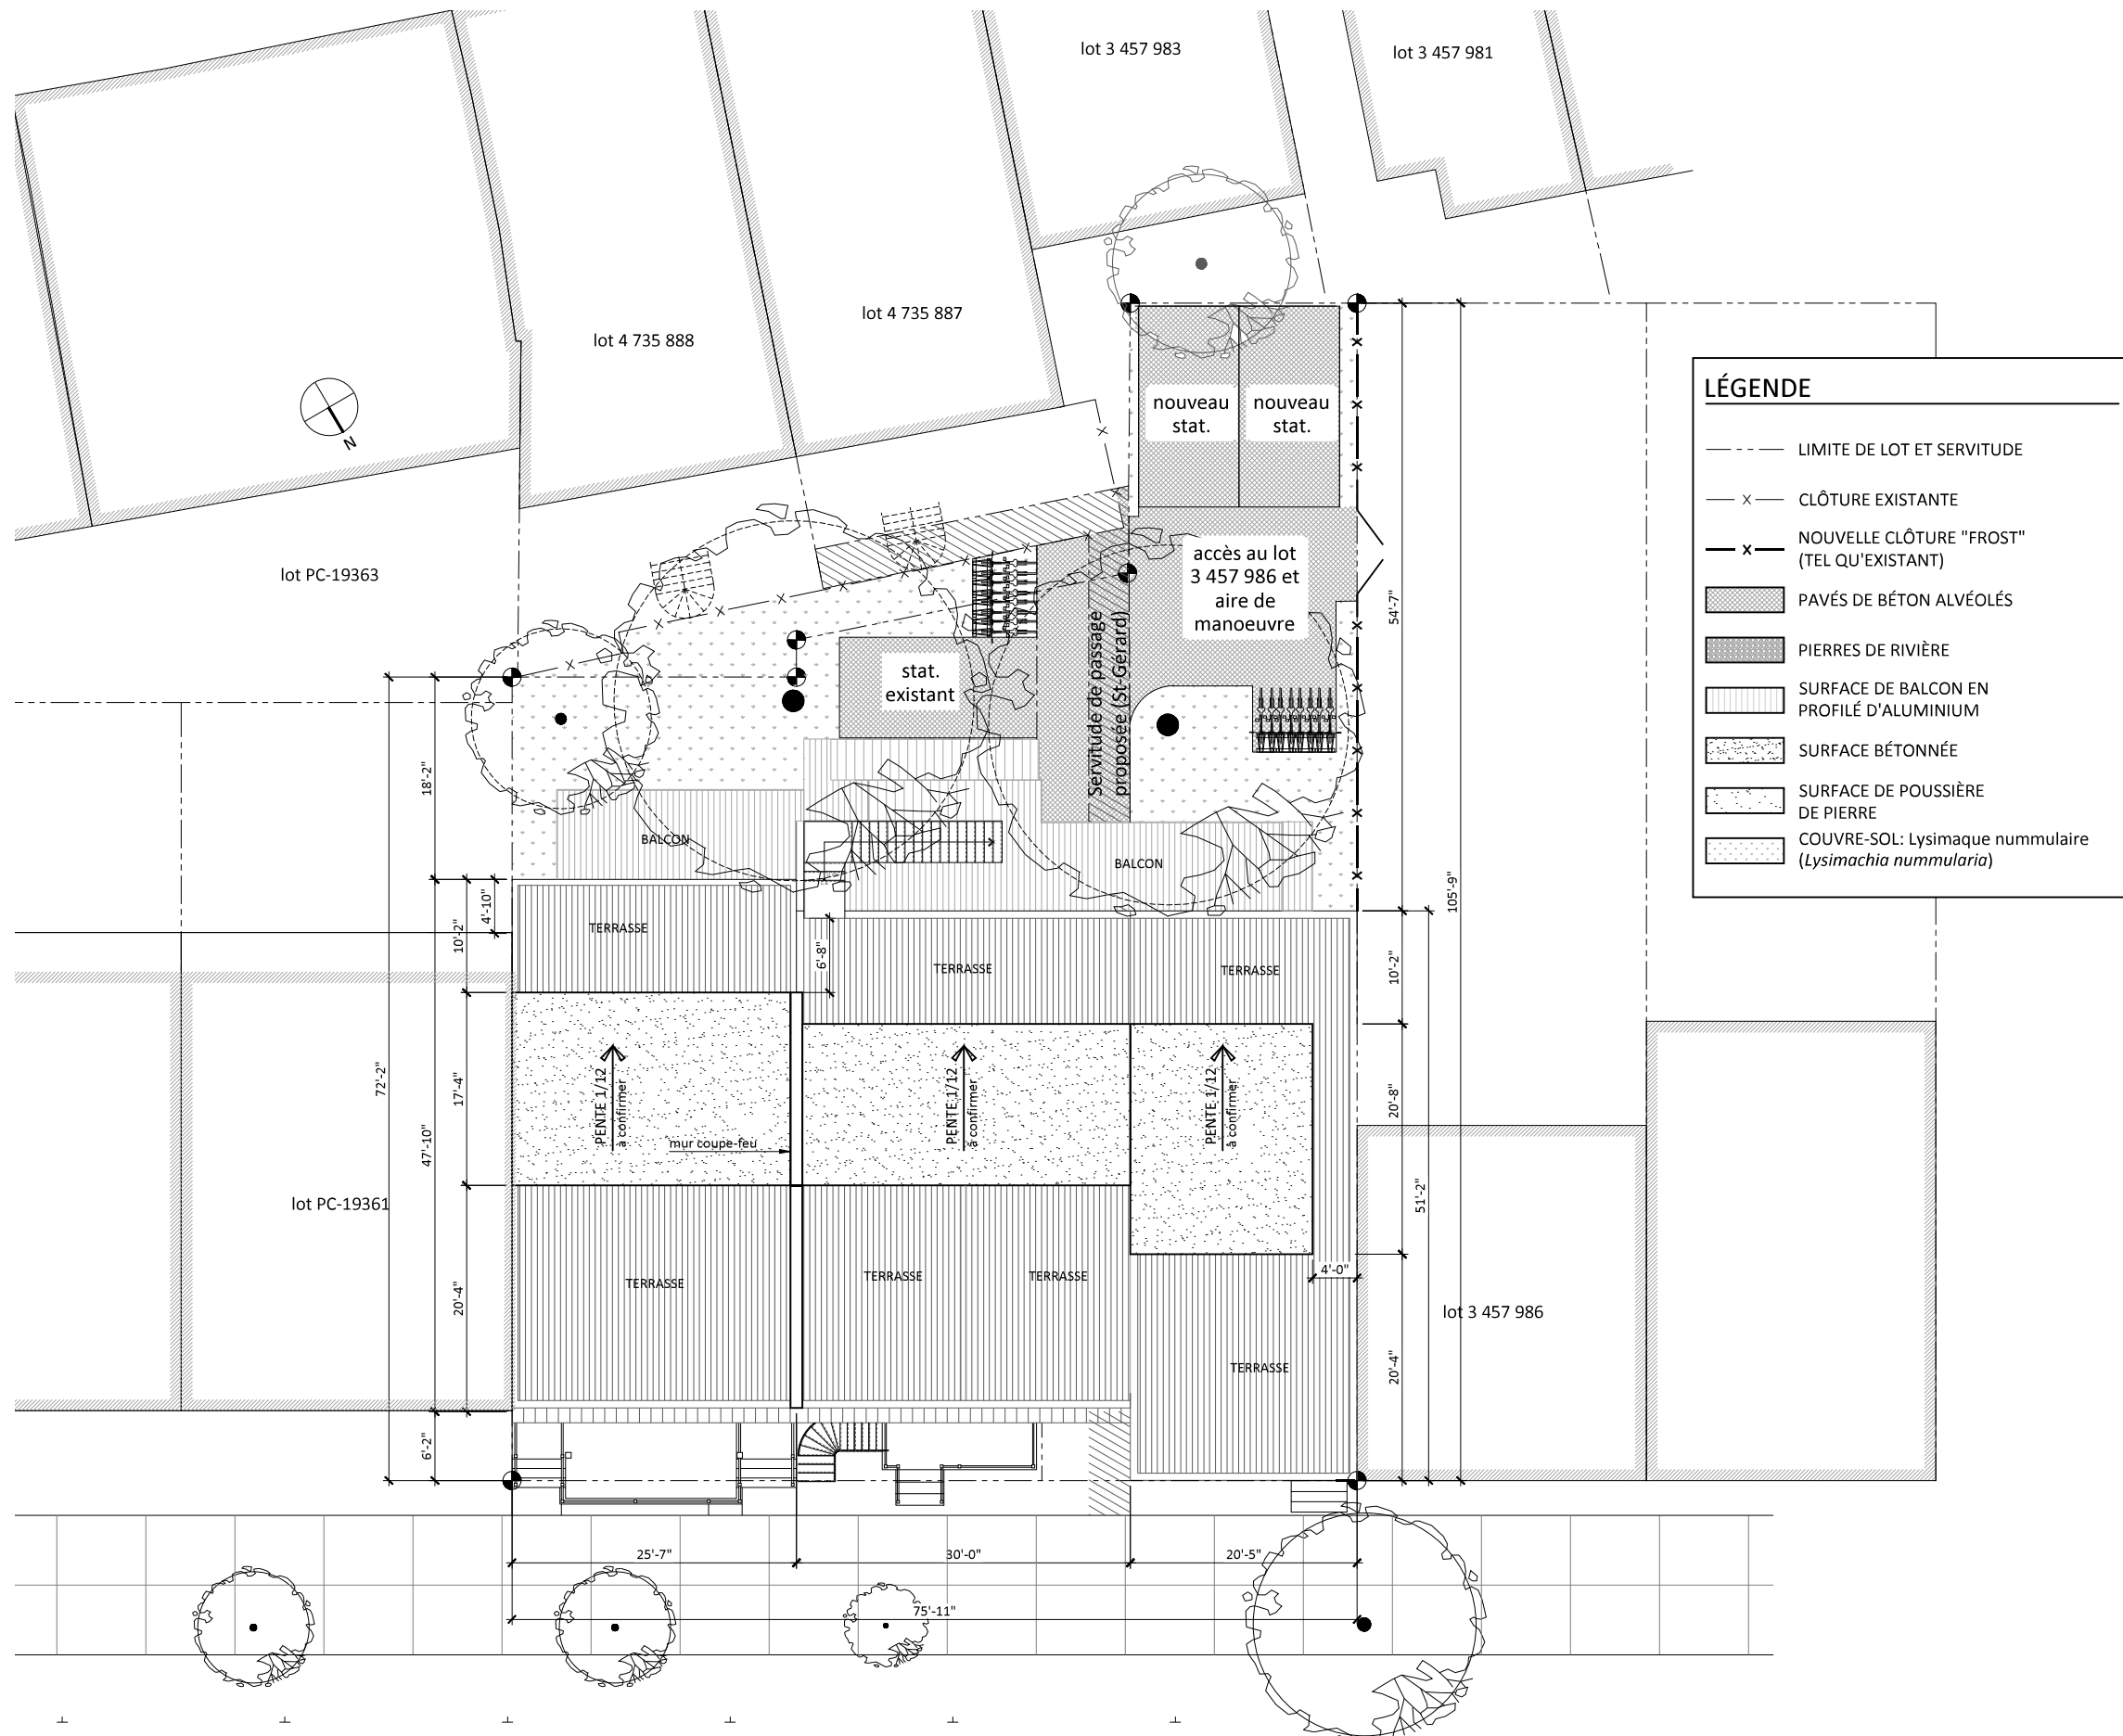 lot 3 457 983
lot 3 457 981
lot 4 735 887
lot 4 735 888
N
nouveau
stat.
nouveau
stat.
lot PC-19363
accès au lot
3 457 986 et
aire de
manoeuvre
stat.
existant
Servitude de passage
proposée (St-Gérard)
54'-7"
105'-9"
18'-2"
BALCON
BALCON
4'-10"
10'-2"
TERRASSE
6'-8"
TERRASSE
TERRASSE
10'-2"
72'-2"
47'-10"
17'-4"
PENTE 1/12
à confirmer
mur coupe-feu
PENTE 1/12
à confirmer
PENTE 1/12
à confirmer
20'-8"
51'-2"
lot PC-19361
20'-4"
TERRASSE
TERRASSE
TERRASSE
4'-0"
lot 3 457 986
TERRASSE
20'-4"
6'-2"
25'-7"
30'-0"
20'-5"
75'-11"
LÉGENDE
LIMITE DE LOT ET SERVITUDE
CLÔTURE EXISTANTE
NOUVELLE CLÔTURE "FROST"
(TEL QU'EXISTANT)
PAVÉS DE BÉTON ALVÉOLÉS
PIERRES DE RIVIÈRE
SURFACE DE BALCON EN
PROFILÉ D'ALUMINIUM
SURFACE BÉTONNÉE
SURFACE DE POUSSIÈRE
DE PIERRE
COUVRE-SOL: Lysimaque nummulaire
(Lysimachia nummularia)